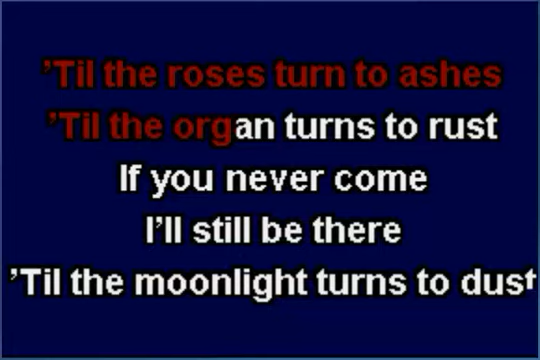 ’Til the roses turn to ashes
’Til the organ turns to rust
If you never come
I’ll still be there
’Til the moonlight turns to dust